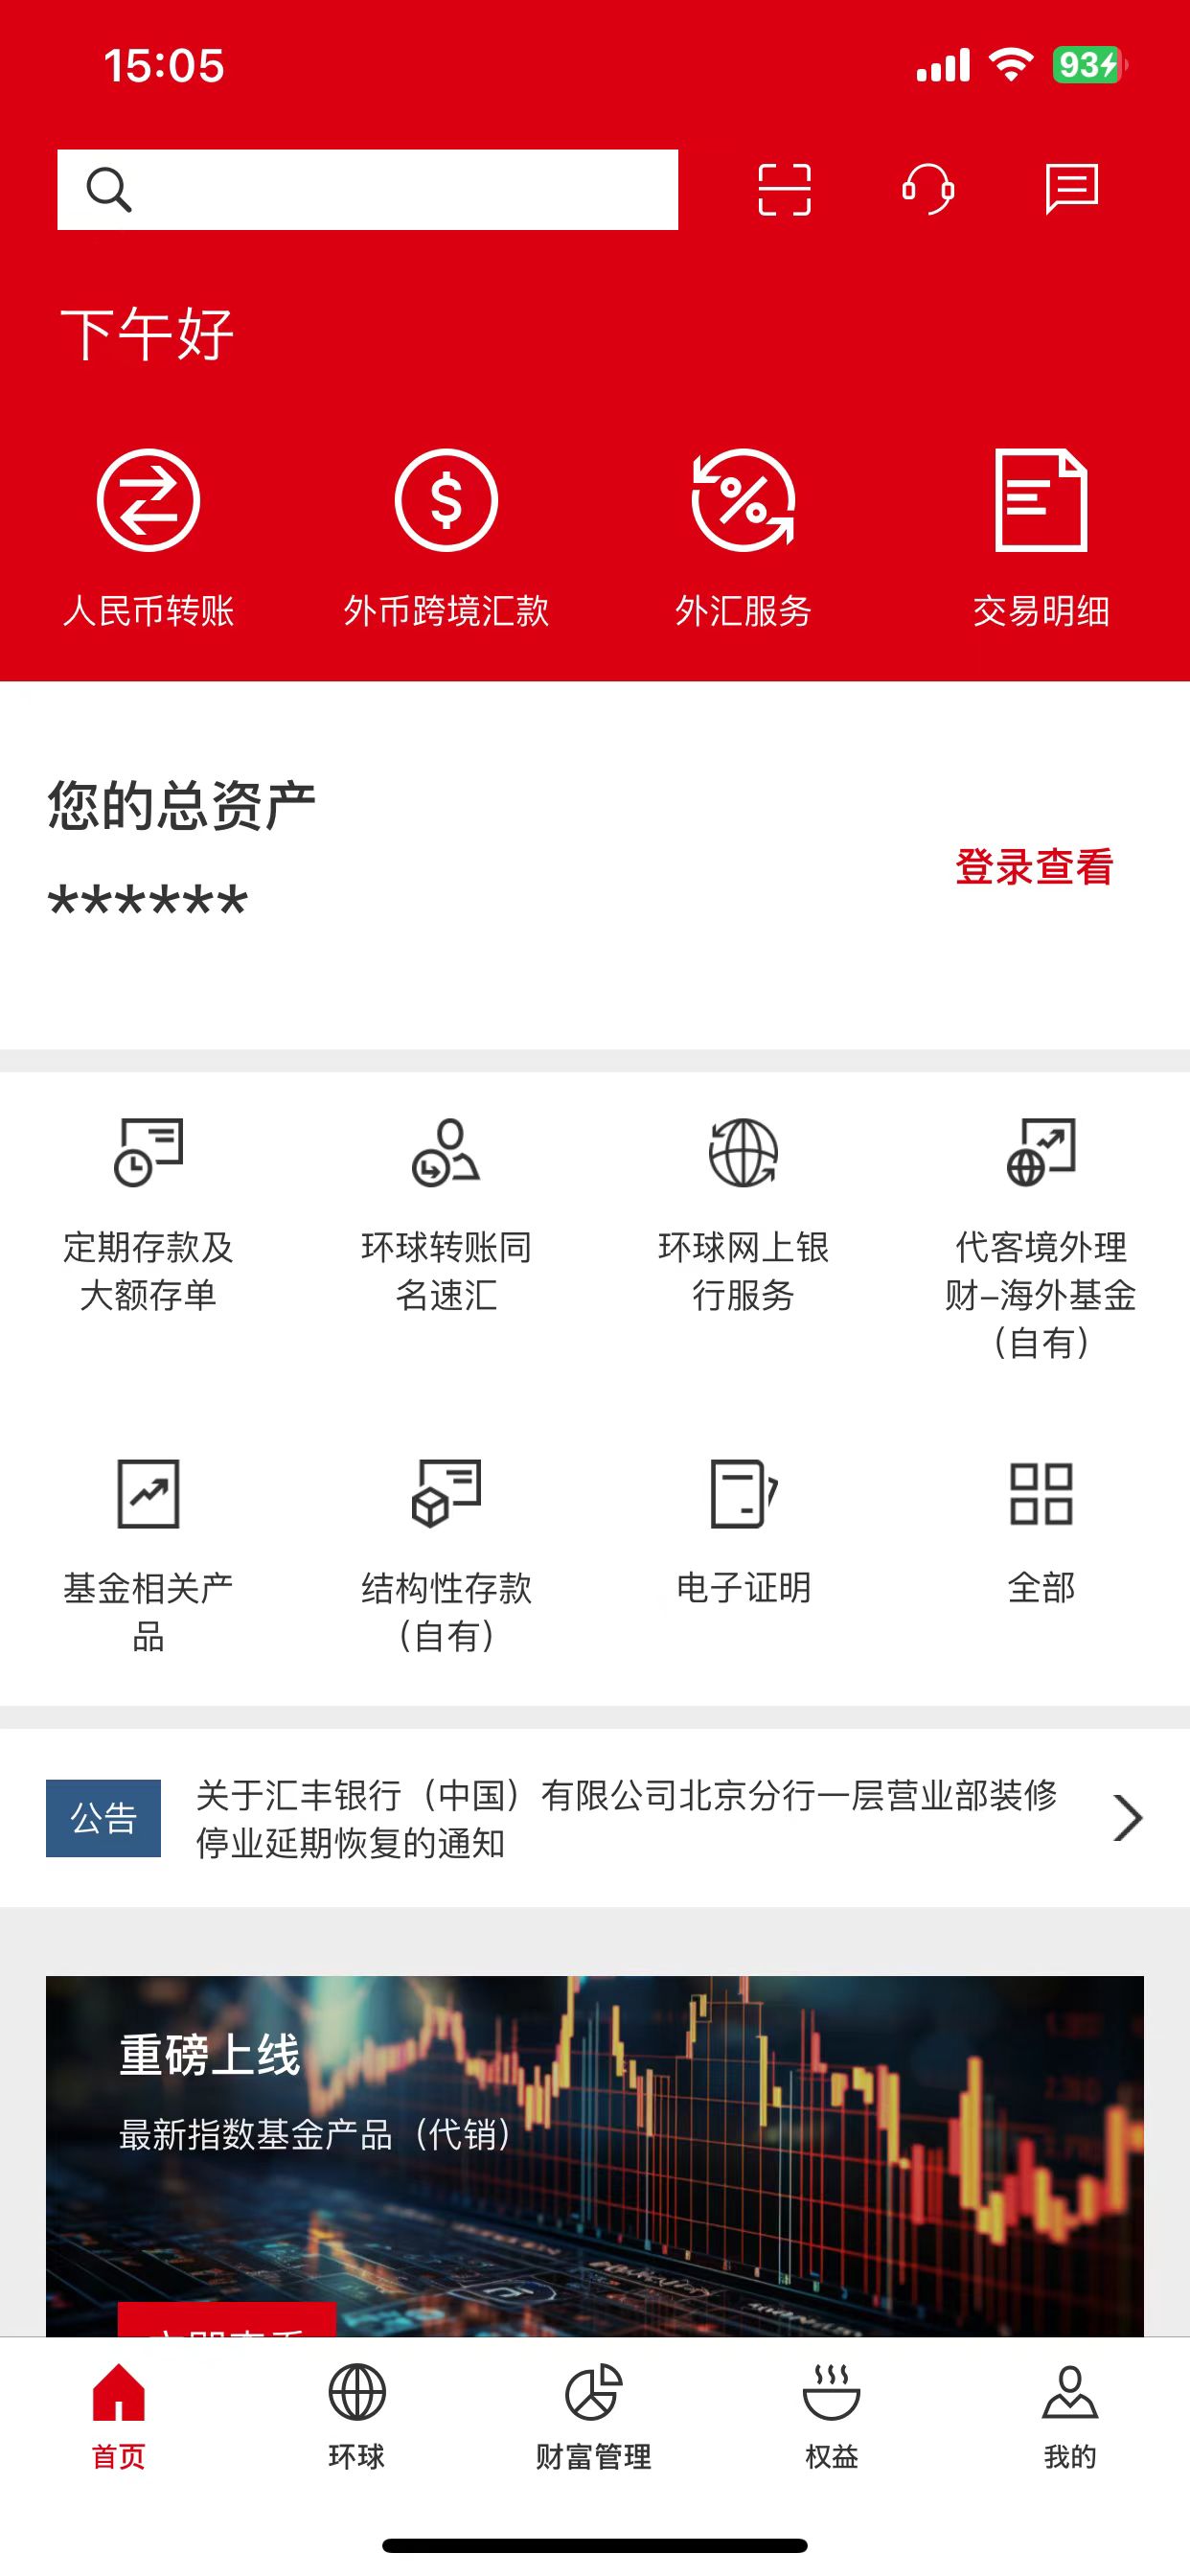 15:05
93
下午好
人民币转账
外币跨境汇款
外汇服务
交易明细
您的总资产
******
登录查看
定期存款及
大额存单
环球转账同
名速汇
环球网上银
行服务
代客境外理
财-海外基金
（自有）
基金相关产
品
结构性存款
（自有）
电子证明
全部
公告
关于汇丰银行（中国）有限公司北京分行一层营业部装修
停业延期恢复的通知
重磅上线
最新指数基金产品（代销）
首页
环球
财富管理
权益
我的